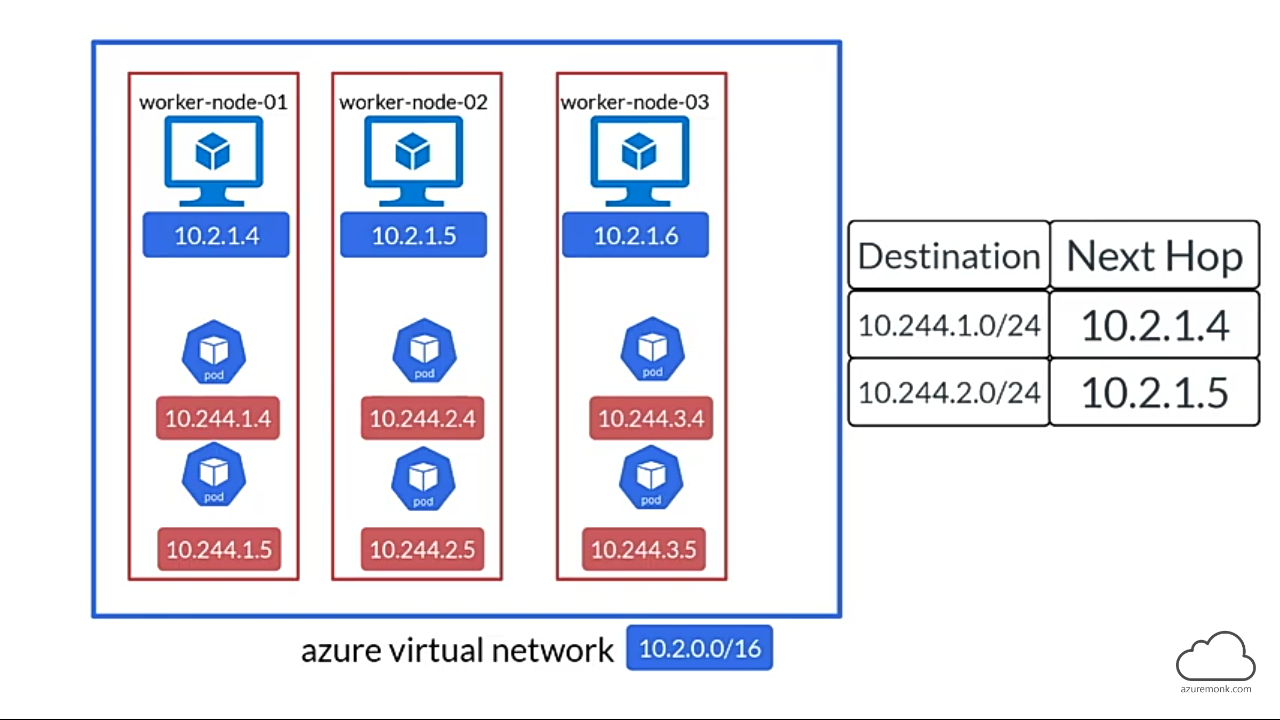 worker-node-01 worker-node-02 worker-node-03
10.2.1.4 10.2.1.5 10.2.1.6
Destination Next Hop
10.244.1.0/24 10.2.1.4
10.244.2.0/24 10.2.1.5
pod pod pod
10.244.1.4 10.244.2.4 10.244.3.4
pod pod pod
10.244.1.5 10.244.2.5 10.244.3.5
azure virtual network 10.2.0.0/16
azuremonk.com